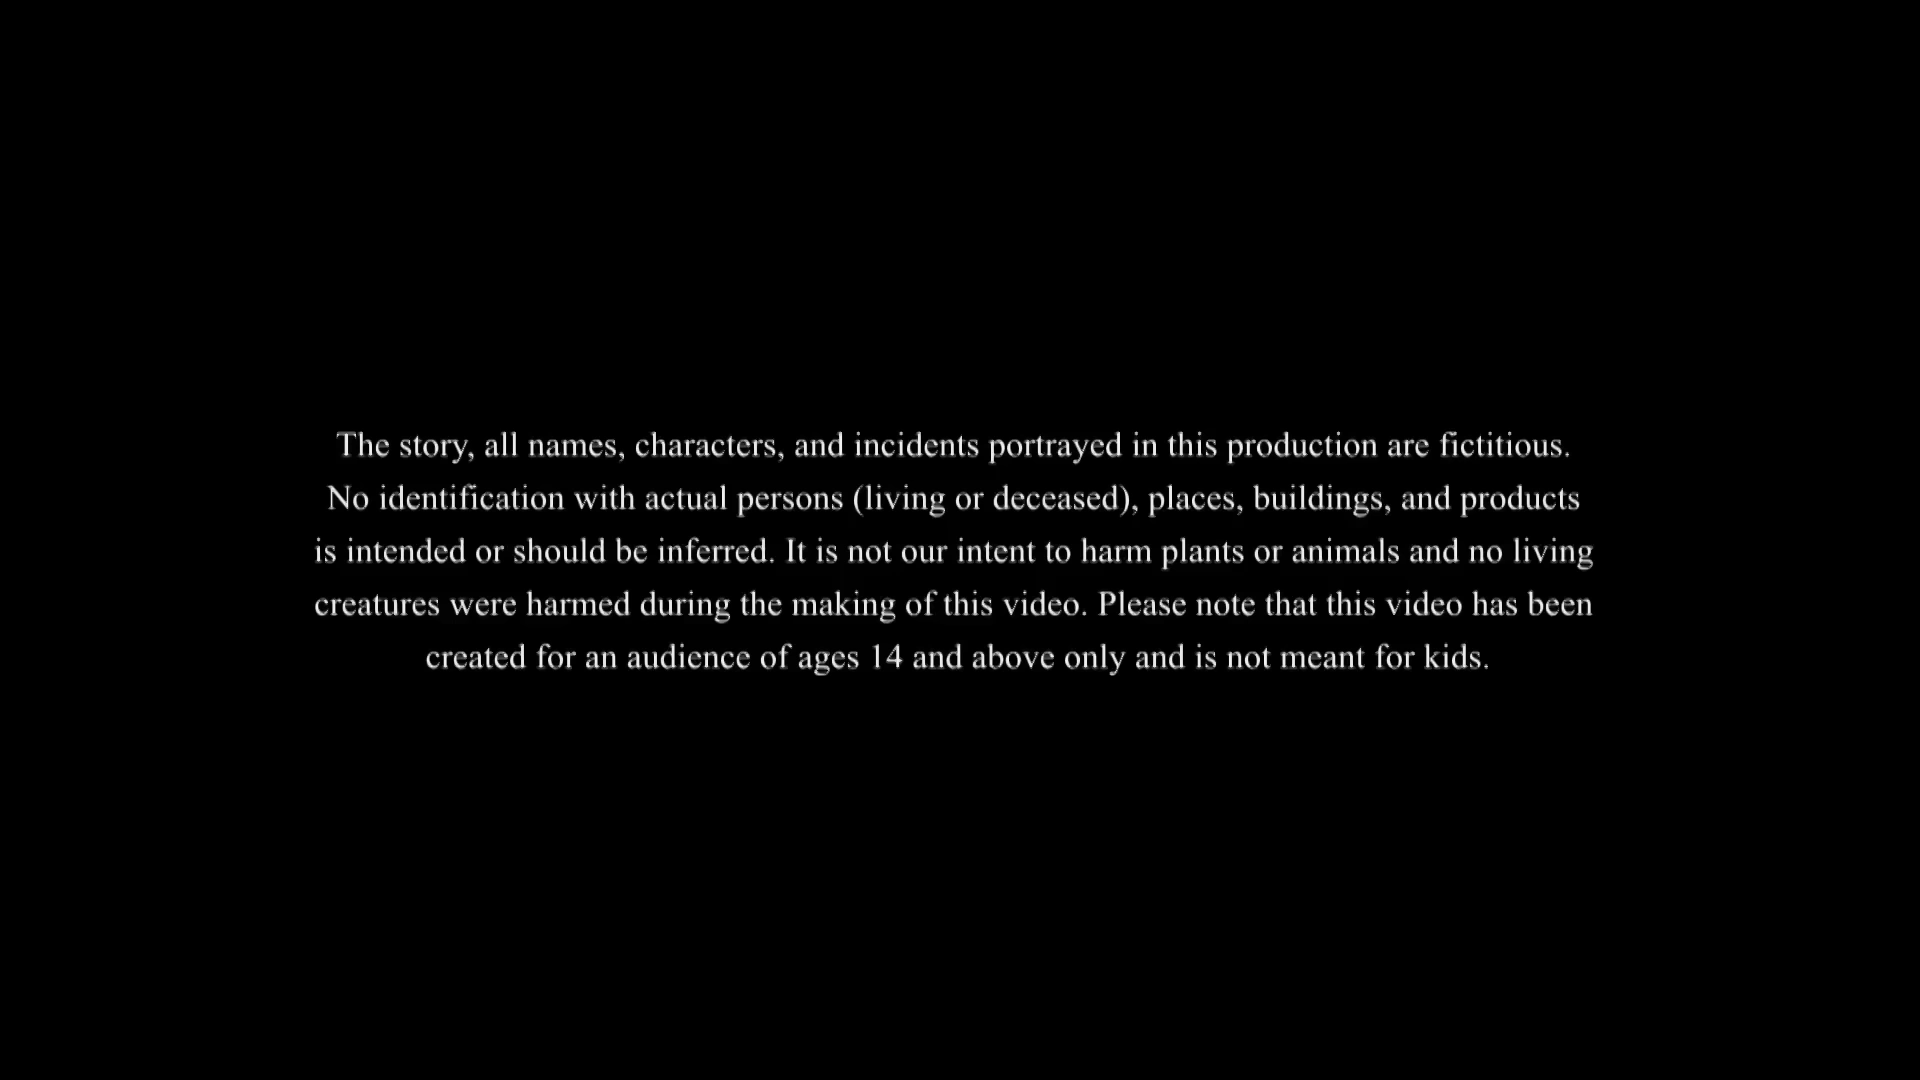 The story, all names, characters, and incidents portrayed in this production are fictitious.
No identification with actual persons (living or deceased), places, buildings, and products
is intended or should be inferred. It is not our intent to harm plants or animals and no living
creatures were harmed during the making of this video. Please note that this video has been
created for an audience of ages 14 and above only and is not meant for kids.